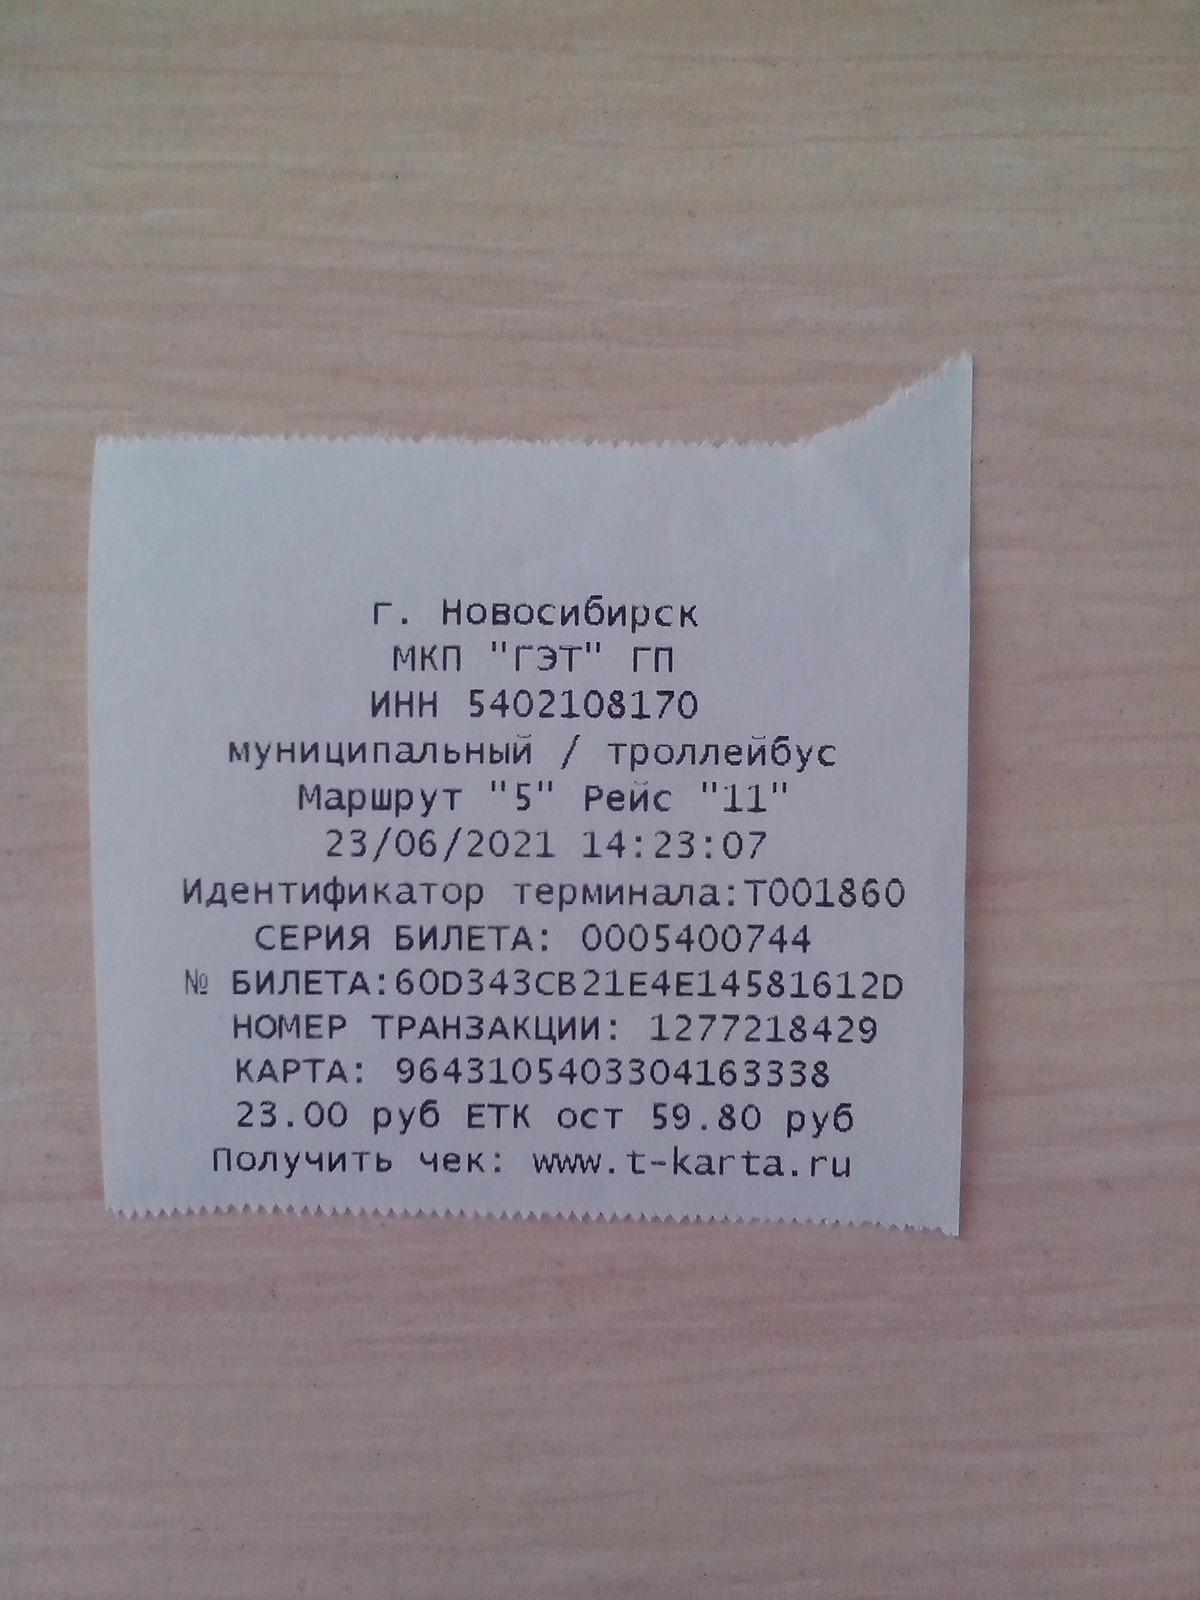 г. Новосибирск
МКП "ГЭТ" ГП
ИНН 5402108170
муниципальный / троллейбус
Маршрут "5" Рейс "11"
23/06/2021 14:23:07
Идентификатор терминала:Т001860
СЕРИЯ БИЛЕТА: 0005400744
№ БИЛЕТА:60D343CB21E4E14581612D
НОМЕР ТРАНЗАКЦИИ: 1277218429
КАРТА: 9643105403304163338
23.00 руб ЕТК ост 59.80 руб
Получить чек: www.t-karta.ru